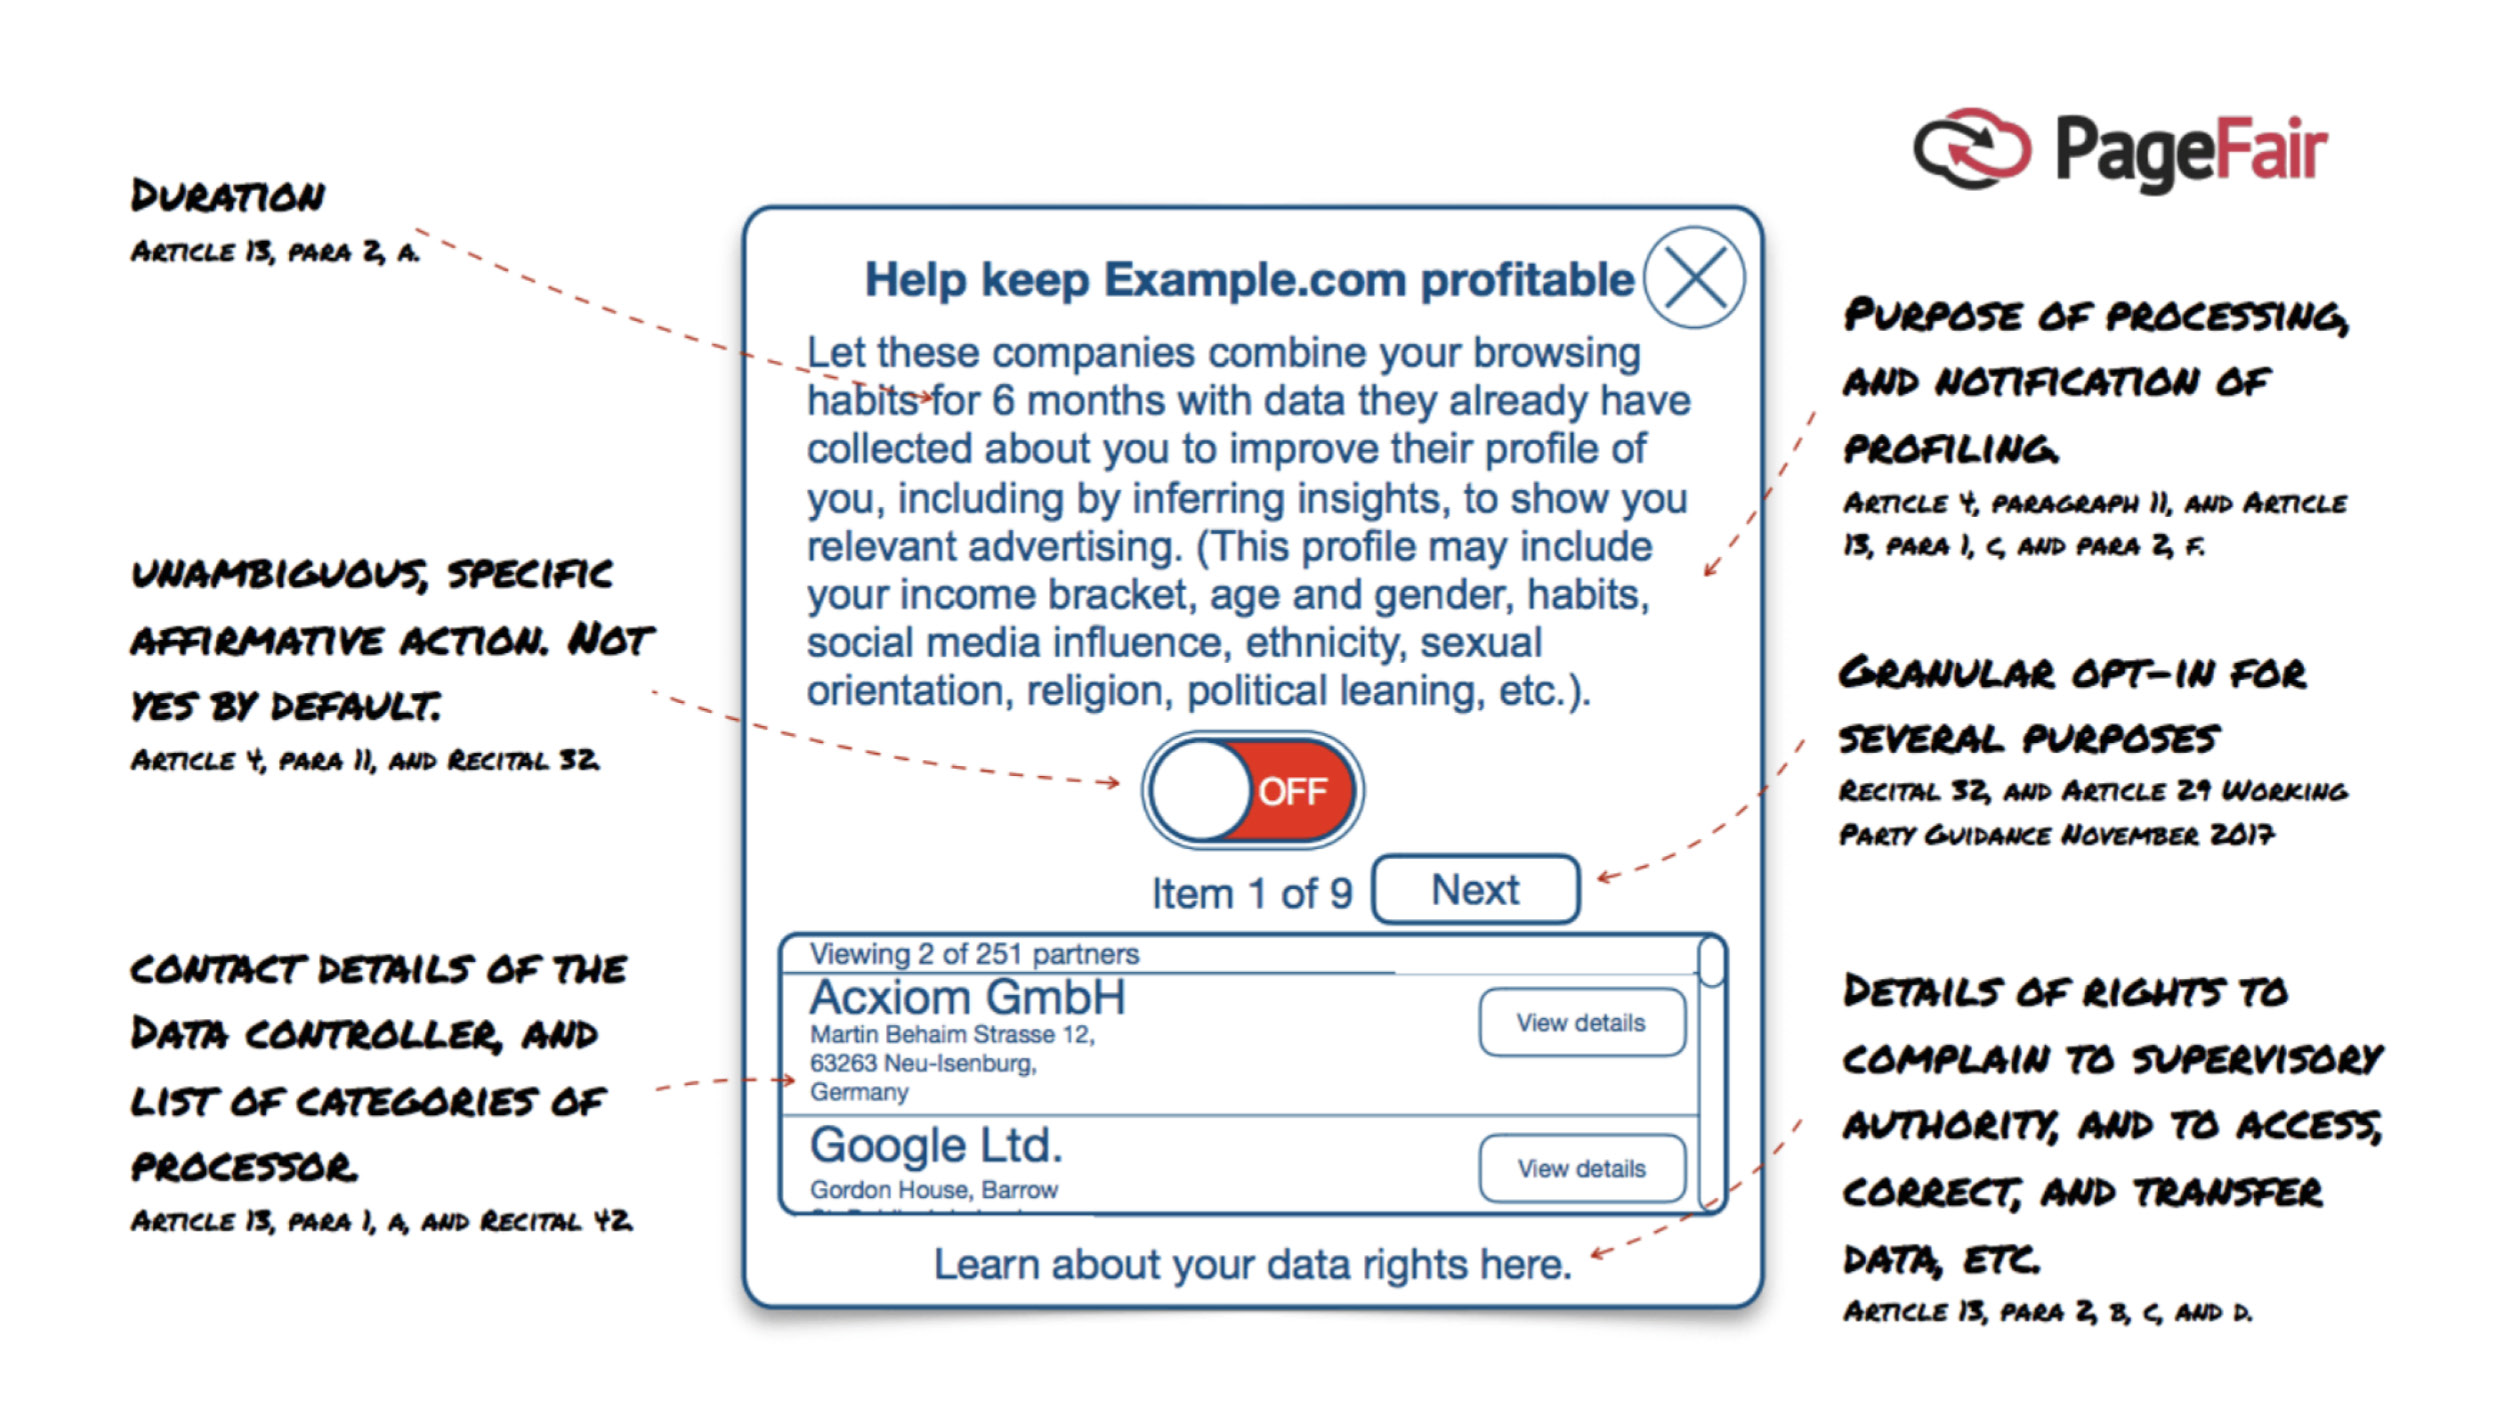 PageFair
Duration
Article 13, para 2, a.
unambiguous, specific
affirmative action. Not
yes by default.
Article 4, para 11, and Recital 32.
contact details of the
Data controller, and
list of categories of
processor.
Article 13, para 1, a, and Recital 42.
Help keep Example.com profitable
Let these companies combine your browsing
habits for 6 months with data they already have
collected about you to improve their profile of
you, including by inferring insights, to show you
relevant advertising. (This profile may include
your income bracket, age and gender, habits,
social media influence, ethnicity, sexual
orientation, religion, political leaning, etc.).
OFF
Item 1 of 9
Next
Viewing 2 of 251 partners
Acxiom GmbH
Martin Behaim Strasse 12,
63263 Neu-Isenburg,
Germany
View details
Google Ltd.
Gordon House, Barrow
View details
Learn about your data rights here.
Purpose of processing,
and notification of
profiling.
Article 4, paragraph 11, and Article
13, para 1, c, and para 2, f.
Granular opt-in for
several purposes
Recital 32, and Article 29 Working
Party Guidance November 2017
Details of rights to
complain to supervisory
authority, and to access,
correct, and transfer
data, etc.
Article 13, para 2, b, c, and d.